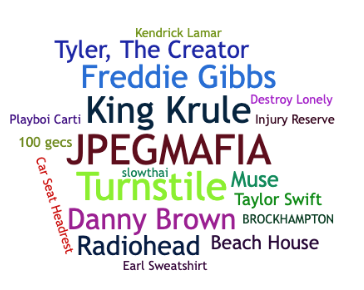 Kendrick Lamar
Tyler, The Creator
Freddie Gibbs
Destroy Lonely
King Krule
Playboi Carti
Injury Reserve
100 gecs
JPEGMAFIA
slowthai
Car Seat Headrest
Turnstile
Muse
Taylor Swift
Danny Brown
BROCKHAMPTON
Radiohead
Beach House
Earl Sweatshirt